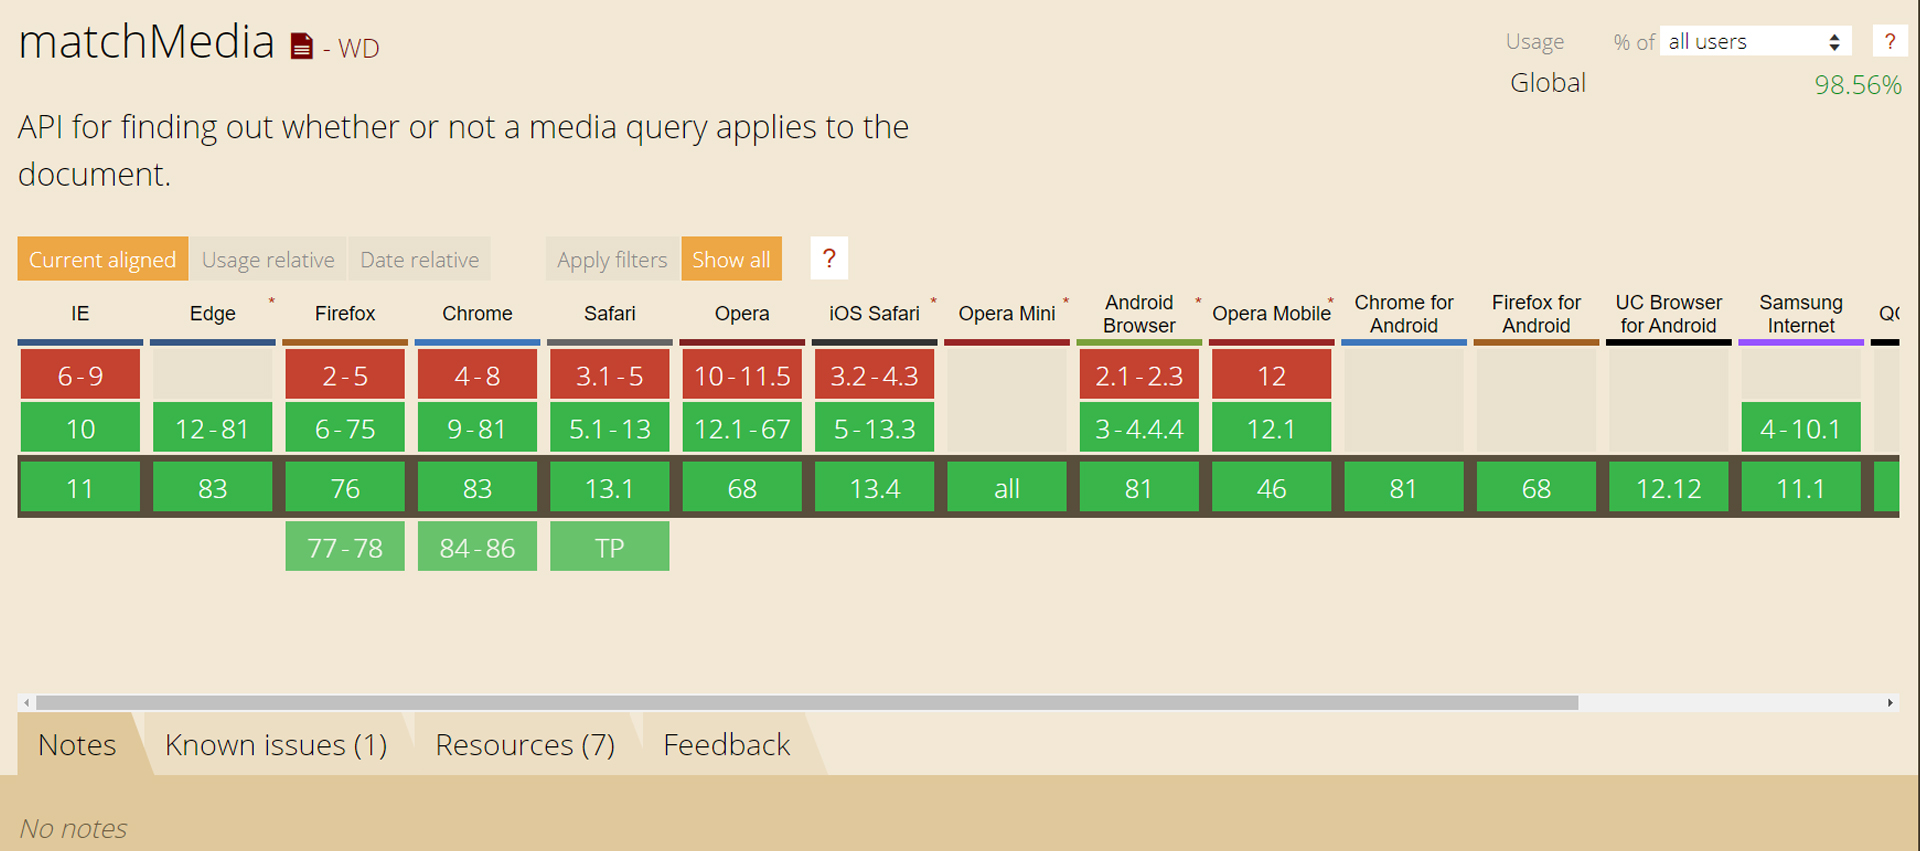 matchMedia - WD
Usage % of all users ?
Global 98.56%
API for finding out whether or not a media query applies to the
document.
Current aligned Usage relative Date relative Apply filters Show all ?
IE Edge * Firefox Chrome Safari Opera iOS Safari * Opera Mini * Android Browser * Opera Mobile * Chrome for Android Firefox for Android UC Browser for Android Samsung Internet
6-9 2-5 4-8 3.1-5 10-11.5 3.2-4.3 2.1-2.3 12
10 12-81 6-75 9-81 5.1-13 12.1-67 5-13.3 3-4.4.4 12.1 4-10.1
11 83 76 83 13.1 68 13.4 all 81 46 81 68 12.12 11.1
77-78 84-86 TP
Notes Known issues (1) Resources (7) Feedback
No notes